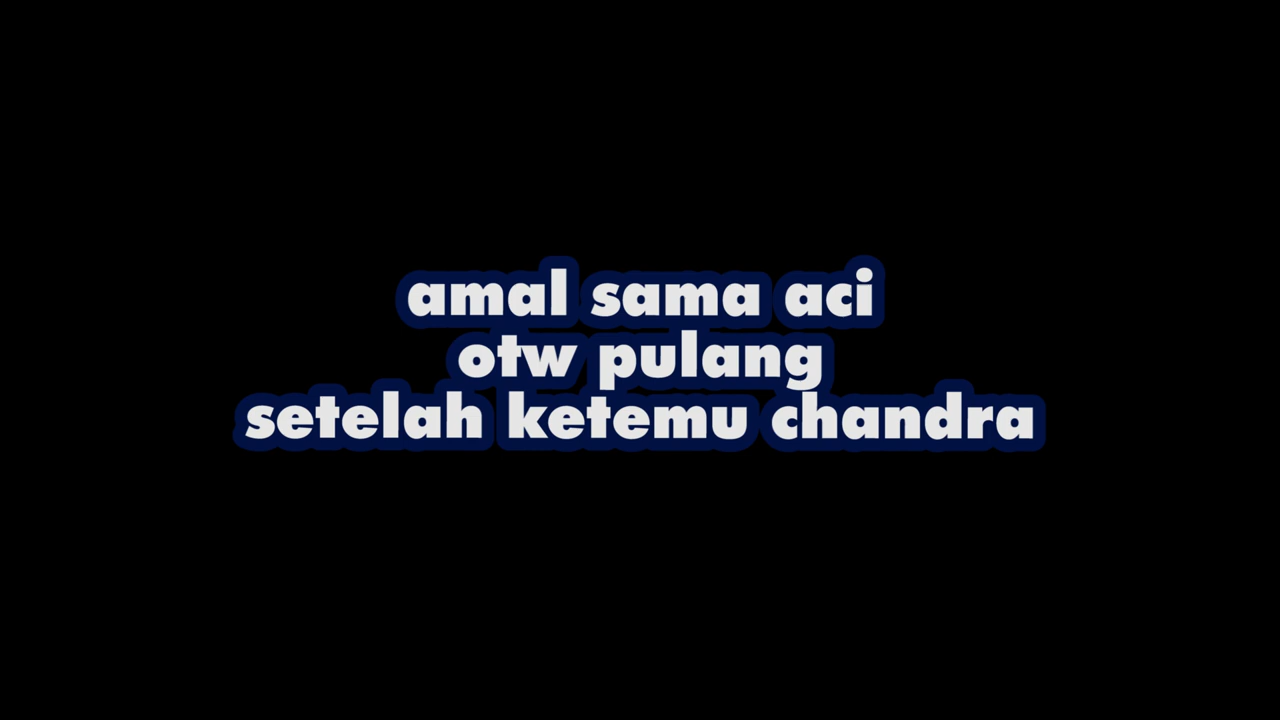 amal sama aci
otw pulang
setelah ketemu chandra